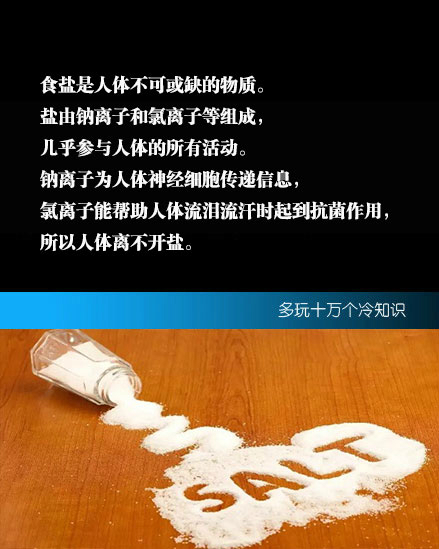 食盐是人体不可或缺的物质。
盐由钠离子和氯离子等组成，
几乎参与人体的所有活动。
钠离子为人体神经细胞传递信息，
氯离子能帮助人体流泪流汗时起到抗菌作用，
所以人体离不开盐。
多玩十万个冷知识
SALT